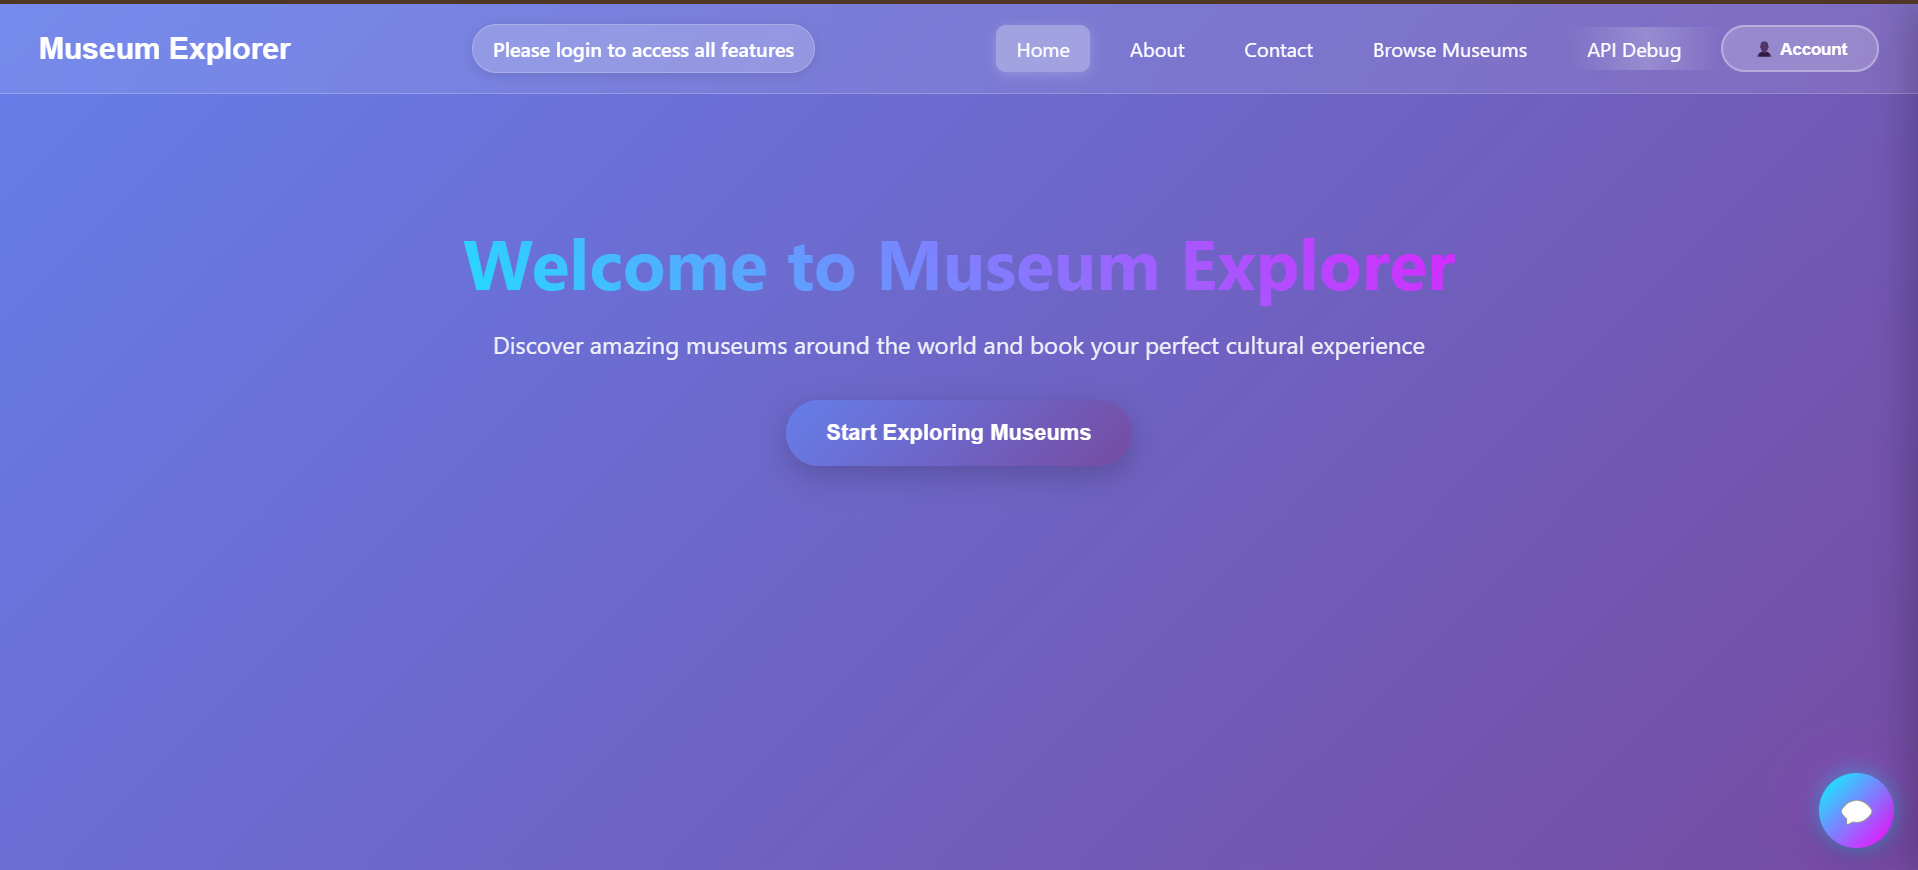 Museum Explorer
Please login to access all features
Home
About
Contact
Browse Museums
API Debug
Account
Welcome to Museum Explorer
Discover amazing museums around the world and book your perfect cultural experience
Start Exploring Museums